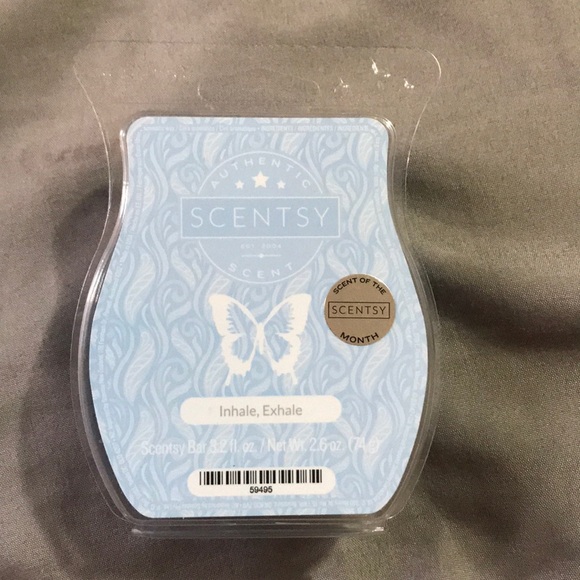 AUTHENTIC
SCENTSY
EST. 2004
SCENT
SCENT OF THE
SCENTSY
MONTH
Inhale, Exhale
Scentsy Bar 3.2 fl. oz. / Net Wt. 2.6 oz. (74 g)
59495